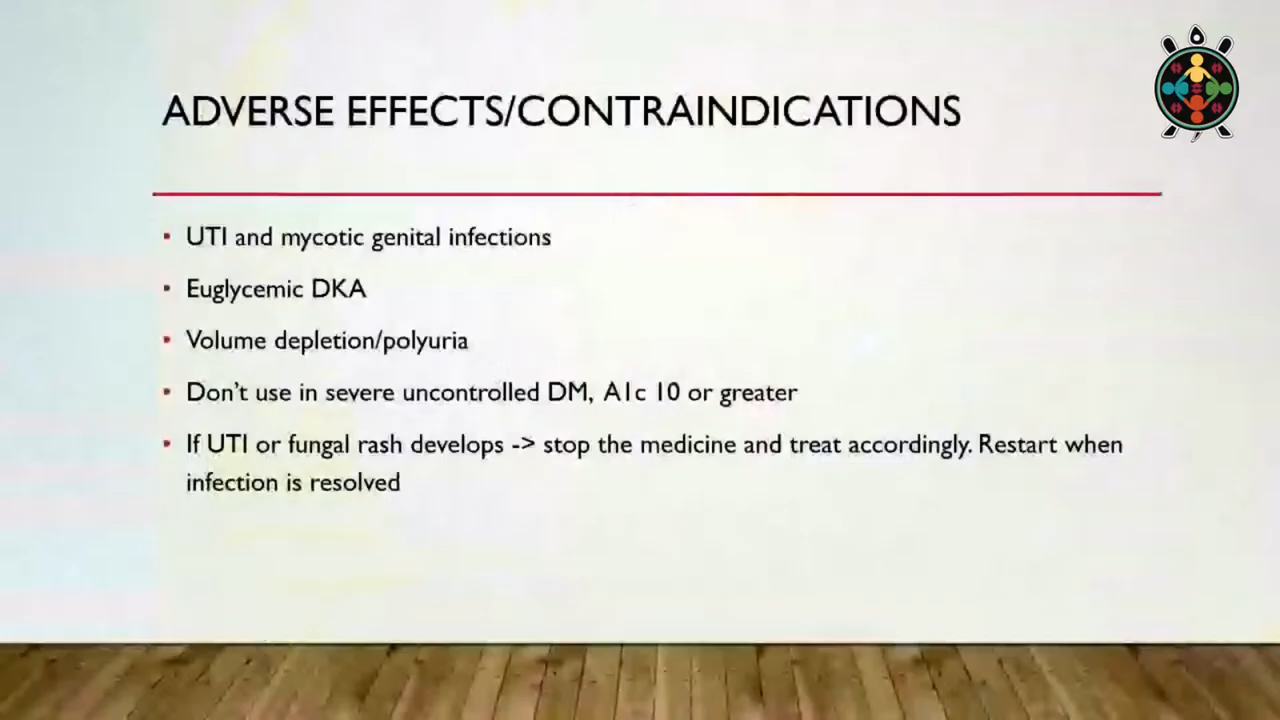 ADVERSE EFFECTS/CONTRAINDICATIONS
• UTI and mycotic genital infections
• Euglycemic DKA
• Volume depletion/polyuria
• Don't use in severe uncontrolled DM, A1c 10 or greater
• If UTI or fungal rash develops -> stop the medicine and treat accordingly. Restart when
infection is resolved